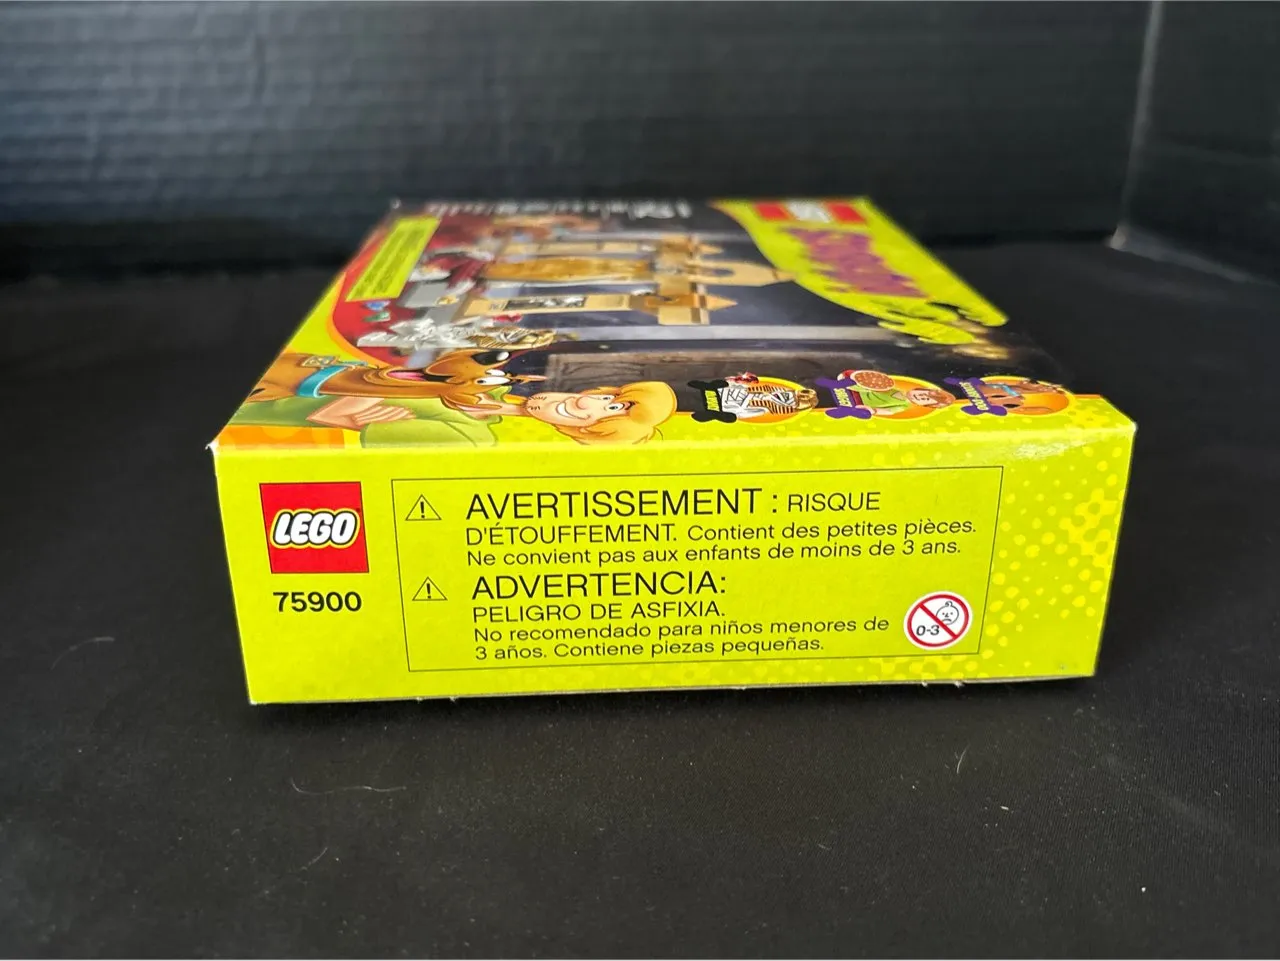 LEGO
75900
AVERTISSEMENT : RISQUE
D'ÉTOUFFEMENT. Contient des petites pièces.
Ne convient pas aux enfants de moins de 3 ans.
ADVERTENCIA:
PELIGRO DE ASFIXIA.
No recomendado para niños menores de
3 años. Contiene piezas pequeñas.
0-3